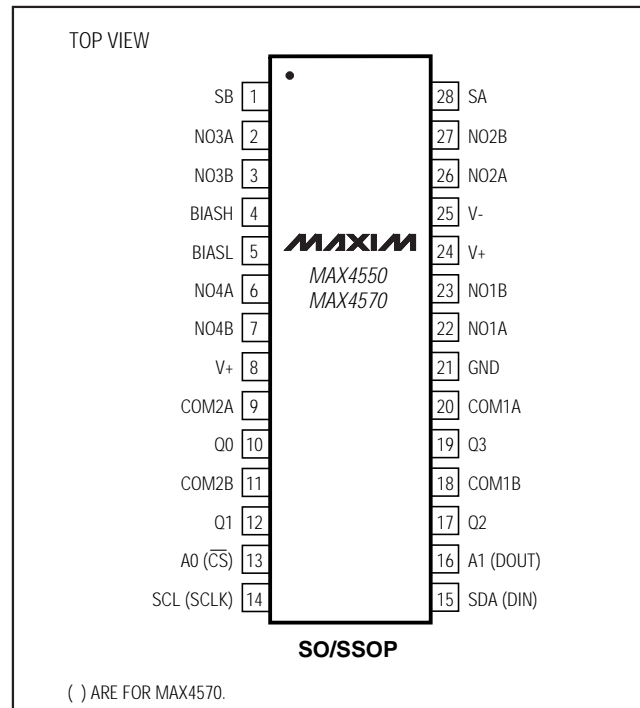 TOP VIEW
SB 1
28 SA
NO3A 2
27 NO2B
NO3B 3
26 NO2A
BIASH 4
25 V-
BIASL 5
24 V+
MAXIM
MAX4550
MAX4570
NO4A 6
23 NO1B
NO4B 7
22 NO1A
V+ 8
21 GND
COM2A 9
20 COM1A
Q0 10
19 Q3
COM2B 11
18 COM1B
Q1 12
17 Q2
A0 (C̅S̅) 13
16 A1 (DOUT)
SCL (SCLK) 14
15 SDA (DIN)
SO/SSOP
( ) ARE FOR MAX4570.